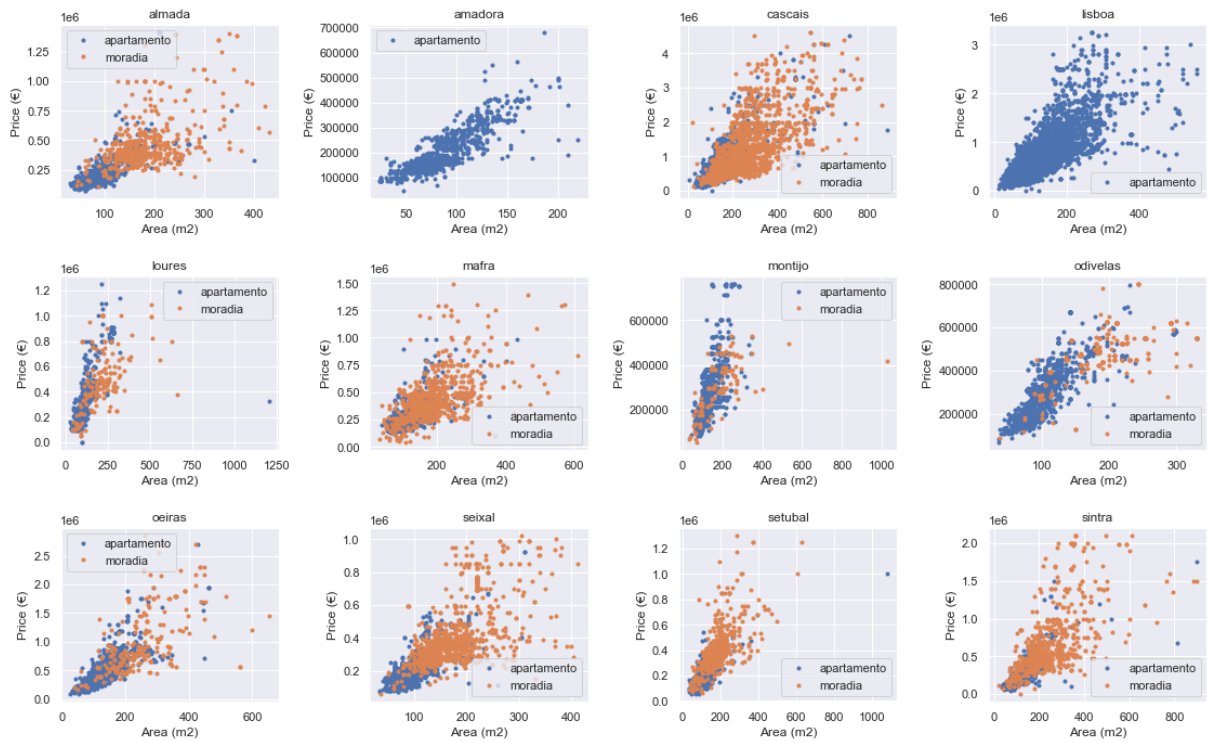 almada
1e6
Price (€)
1.25
1.00
0.75
0.50
0.25
apartamento
moradia
100
200
300
400
Area (m2)
amadora
Price (€)
700000
600000
500000
400000
300000
200000
100000
apartamento
50
100
150
200
Area (m2)
cascais
1e6
Price (€)
4
3
2
1
0
apartamento
moradia
0
200
400
600
800
Area (m2)
lisboa
1e6
Price (€)
3
2
1
0
apartamento
0
200
400
Area (m2)
loures
1e6
Price (€)
1.2
1.0
0.8
0.6
0.4
0.2
0.0
apartamento
moradia
0
250
500
750
1000
1250
Area (m2)
mafra
1e6
Price (€)
1.50
1.25
1.00
0.75
0.50
0.25
0.00
apartamento
moradia
200
400
600
Area (m2)
montijo
Price (€)
600000
400000
200000
apartamento
moradia
0
200
400
600
800
1000
Area (m2)
odivelas
Price (€)
800000
600000
400000
200000
apartamento
moradia
100
200
300
Area (m2)
oeiras
1e6
Price (€)
2.5
2.0
1.5
1.0
0.5
0.0
apartamento
moradia
0
200
400
600
Area (m2)
seixal
1e6
Price (€)
1.0
0.8
0.6
0.4
0.2
apartamento
moradia
100
200
300
400
Area (m2)
setubal
1e6
Price (€)
1.2
1.0
0.8
0.6
0.4
0.2
0.0
apartamento
moradia
0
200
400
600
800
1000
Area (m2)
sintra
1e6
Price (€)
2.0
1.5
1.0
0.5
0.0
apartamento
moradia
0
200
400
600
800
Area (m2)